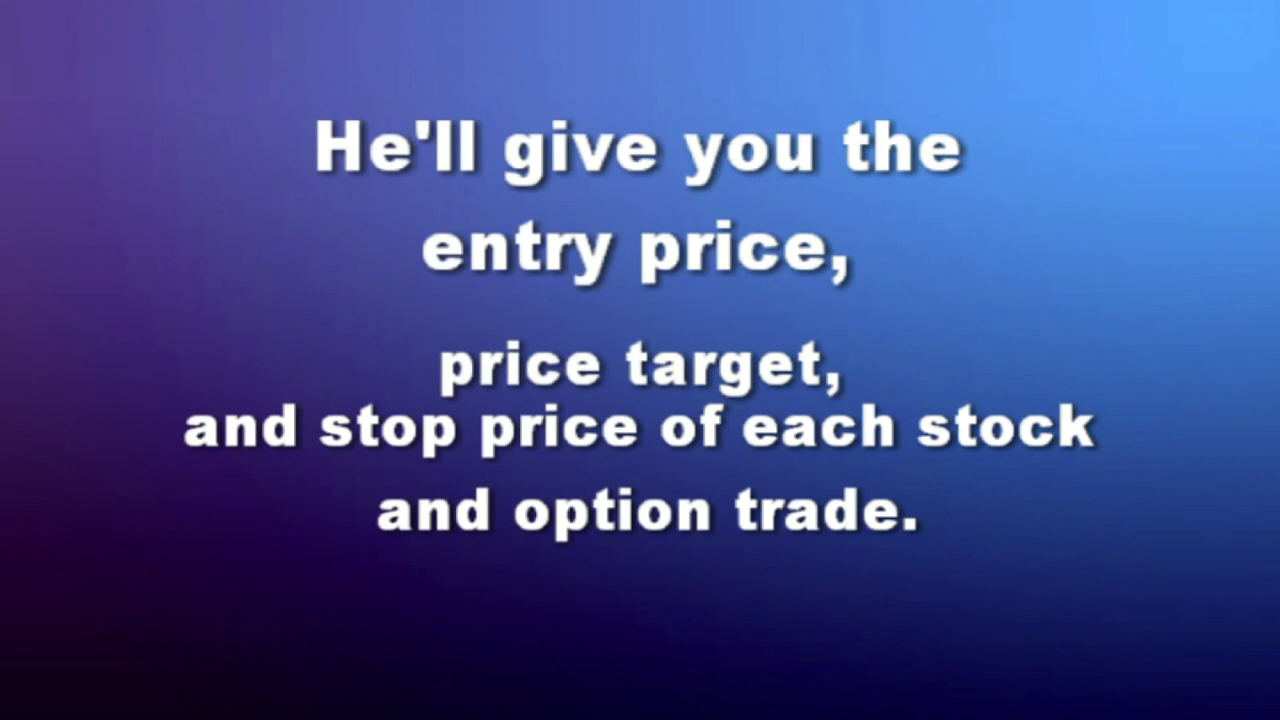 He'll give you the
entry price,
price target,
and stop price of each stock
and option trade.